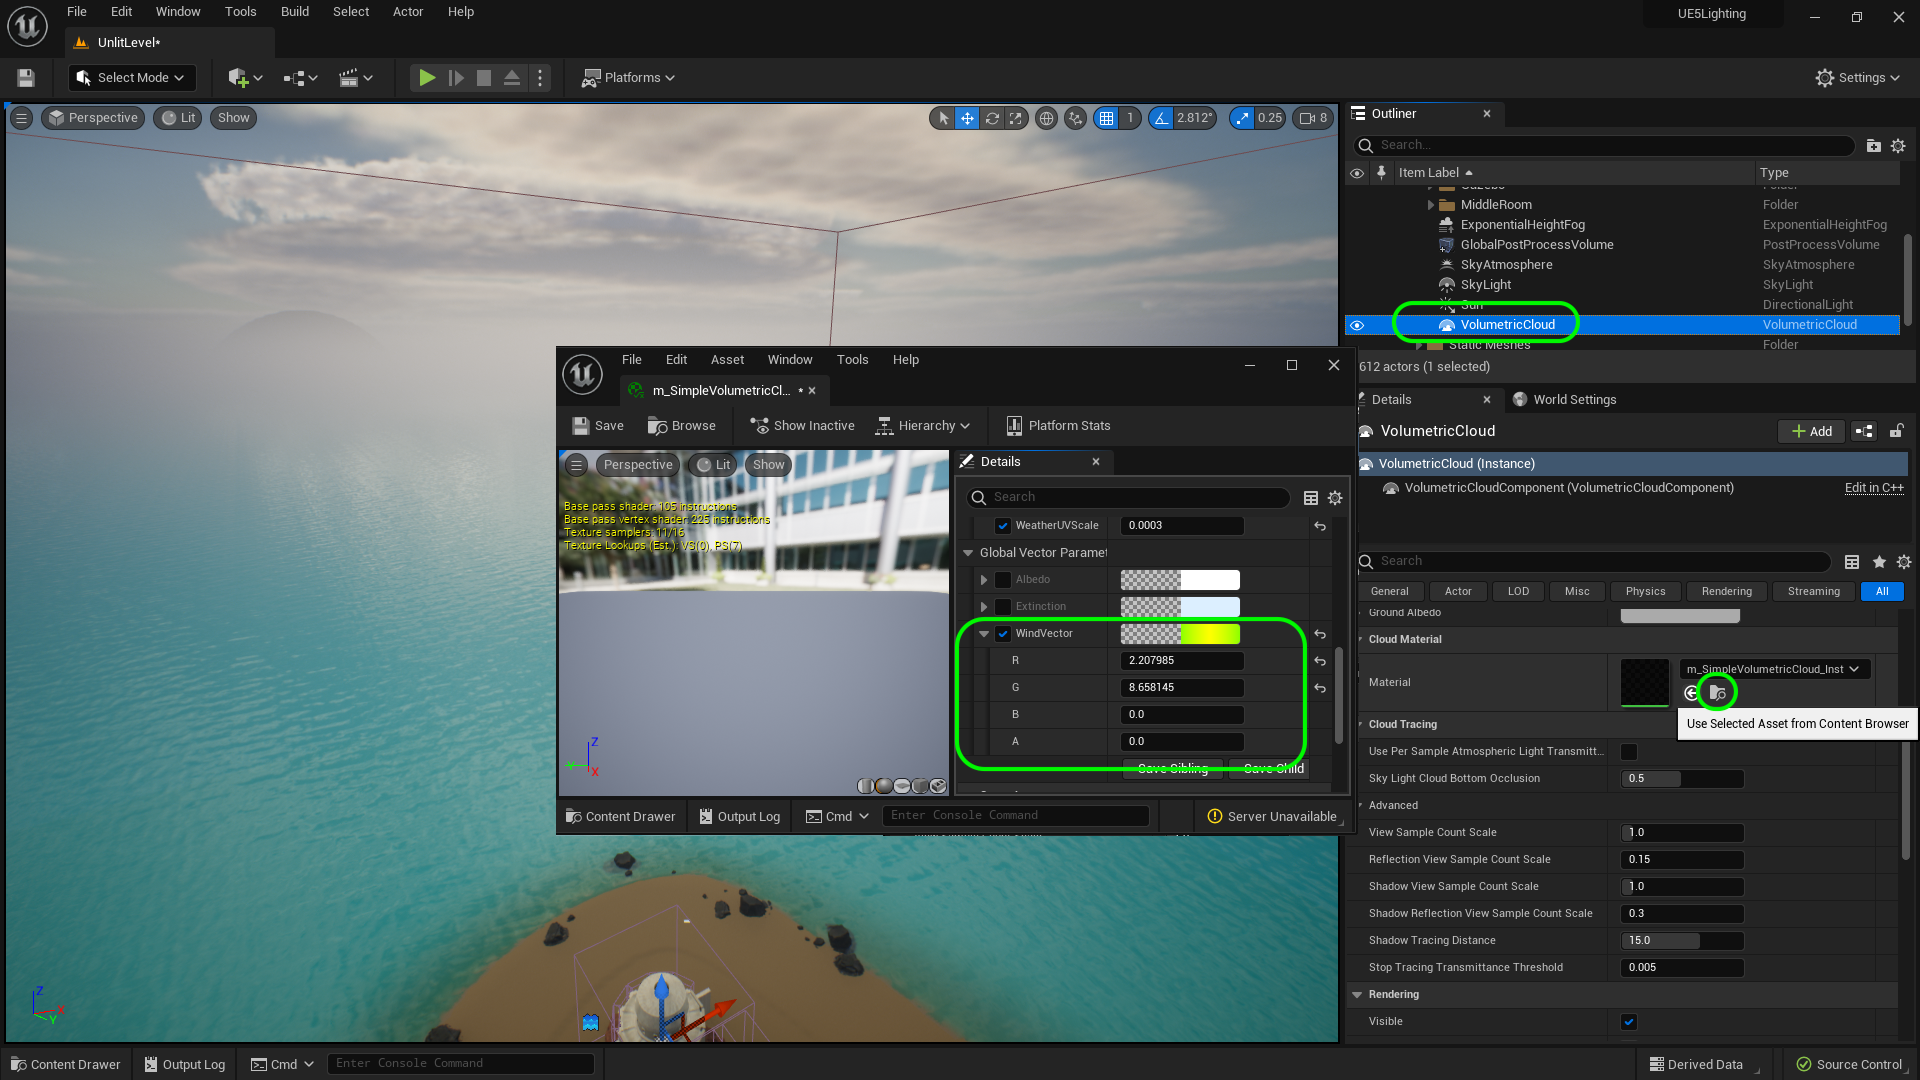 File Edit Window Tools Build Select Actor Help
UE5Lighting
UnlitLevel*
Select Mode
Platforms
Settings
Perspective Lit Show
1 2.812° 0.25 8
Outliner
Search...
Item Label Type
Gazebo Folder
MiddleRoom Folder
ExponentialHeightFog ExponentialHeightFog
GlobalPostProcessVolume PostProcessVolume
SkyAtmosphere SkyAtmosphere
SkyLight SkyLight
Sun DirectionalLight
VolumetricCloud VolumetricCloud
Static Meshes Folder
612 actors (1 selected)
Details World Settings
VolumetricCloud
Add
VolumetricCloud (Instance)
VolumetricCloudComponent (VolumetricCloudComponent) Edit in C++
Search
General Actor LOD Misc Physics Rendering Streaming All
Ground Albedo
Cloud Material
Material
m_SimpleVolumetricCloud_Inst
Use Selected Asset from Content Browser
Cloud Tracing
Use Per Sample Atmospheric Light Transmitt...
Sky Light Cloud Bottom Occlusion 0.5
Advanced
View Sample Count Scale 1.0
Reflection View Sample Count Scale 0.15
Shadow View Sample Count Scale 1.0
Shadow Reflection View Sample Count Scale 0.3
Shadow Tracing Distance 15.0
Stop Tracing Transmittance Threshold 0.005
Rendering
Visible
File Edit Asset Window Tools Help
m_SimpleVolumetricCl... *
Save Browse Show Inactive Hierarchy Platform Stats
Perspective Lit Show
Base pass shader: 105 instructions
Base pass vertex shader: 225 instructions
Texture samplers: 11/16
Texture Lookups (Est.): VS(0), PS(7)
Z
Y
X
Details
Search
WeatherUVScale 0.0003
Global Vector Paramet
Albedo
Extinction
WindVector
R 2.207985
G 8.658145
B 0.0
A 0.0
Save Sibling Save Child
Content Drawer Output Log Cmd Enter Console Command Server Unavailable
Z
X
Y
Content Drawer Output Log Cmd Enter Console Command Derived Data Source Control